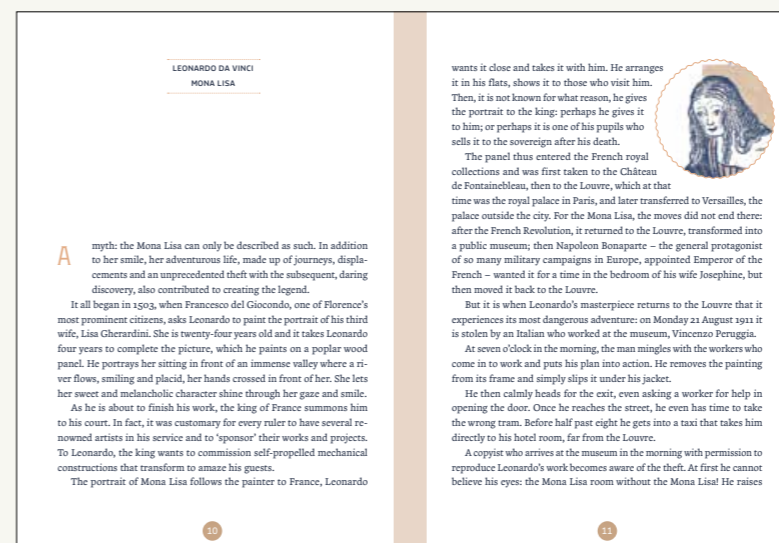 LEONARDO DA VINCI
MONA LISA
A myth: the Mona Lisa can only be described as such. In addition
to her smile, her adventurous life, made up of journeys, displa-
cements and an unprecedented theft with the subsequent, daring
discovery, also contributed to creating the legend.
It all began in 1503, when Francesco del Giocondo, one of Florence's
most prominent citizens, asks Leonardo to paint the portrait of his third
wife, Lisa Gherardini. She is twenty-four years old and it takes Leonardo
four years to complete the picture, which he paints on a poplar wood
panel. He portrays her sitting in front of an immense valley where a ri-
ver flows, smiling and placid, her hands crossed in front of her. She lets
her sweet and melancholic character shine through her gaze and smile.
As he is about to finish his work, the king of France summons him
to his court. In fact, it was customary for every ruler to have several re-
nowned artists in his service and to ‘sponsor’ their works and projects.
To Leonardo, the king wants to commission self-propelled mechanical
constructions that transform to amaze his guests.
The portrait of Mona Lisa follows the painter to France, Leonardo
10
wants it close and takes it with him. He arranges
it in his flats, shows it to those who visit him.
Then, it is not known for what reason, he gives
the portrait to the king: perhaps he gives it
to him; or perhaps it is one of his pupils who
sells it to the sovereign after his death.
The panel thus entered the French royal
collections and was first taken to the Château
de Fontainebleau, then to the Louvre, which at that
time was the royal palace in Paris, and later transferred to Versailles, the
palace outside the city. For the Mona Lisa, the moves did not end there:
after the French Revolution, it returned to the Louvre, transformed into
a public museum; then Napoleon Bonaparte – the general protagonist
of so many military campaigns in Europe, appointed Emperor of the
French – wanted it for a time in the bedroom of his wife Josephine, but
then moved it back to the Louvre.
But it is when Leonardo's masterpiece returns to the Louvre that it
experiences its most dangerous adventure: on Monday 21 August 1911 it
is stolen by an Italian who worked at the museum, Vincenzo Peruggia.
At seven o'clock in the morning, the man mingles with the workers who
come in to work and puts his plan into action. He removes the painting
from its frame and simply slips it under his jacket.
He then calmly heads for the exit, even asking a worker for help in
opening the door. Once he reaches the street, he even has time to take
the wrong tram. Before half past eight he gets into a taxi that takes him
directly to his hotel room, far from the Louvre.
A copyist who arrives at the museum in the morning with permission to
reproduce Leonardo's work becomes aware of the theft. At first he cannot
believe his eyes: the Mona Lisa room without the Mona Lisa! He raises
11